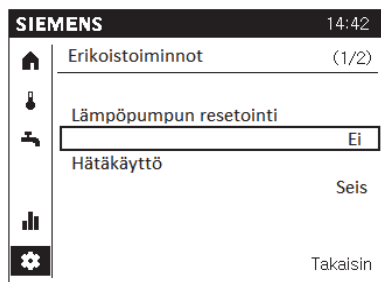 SIEMENS 14:42
Erikoistoiminnot (1/2)
Lämpöpumpun resetointi
Ei
Hätäkäyttö
Seis
Takaisin